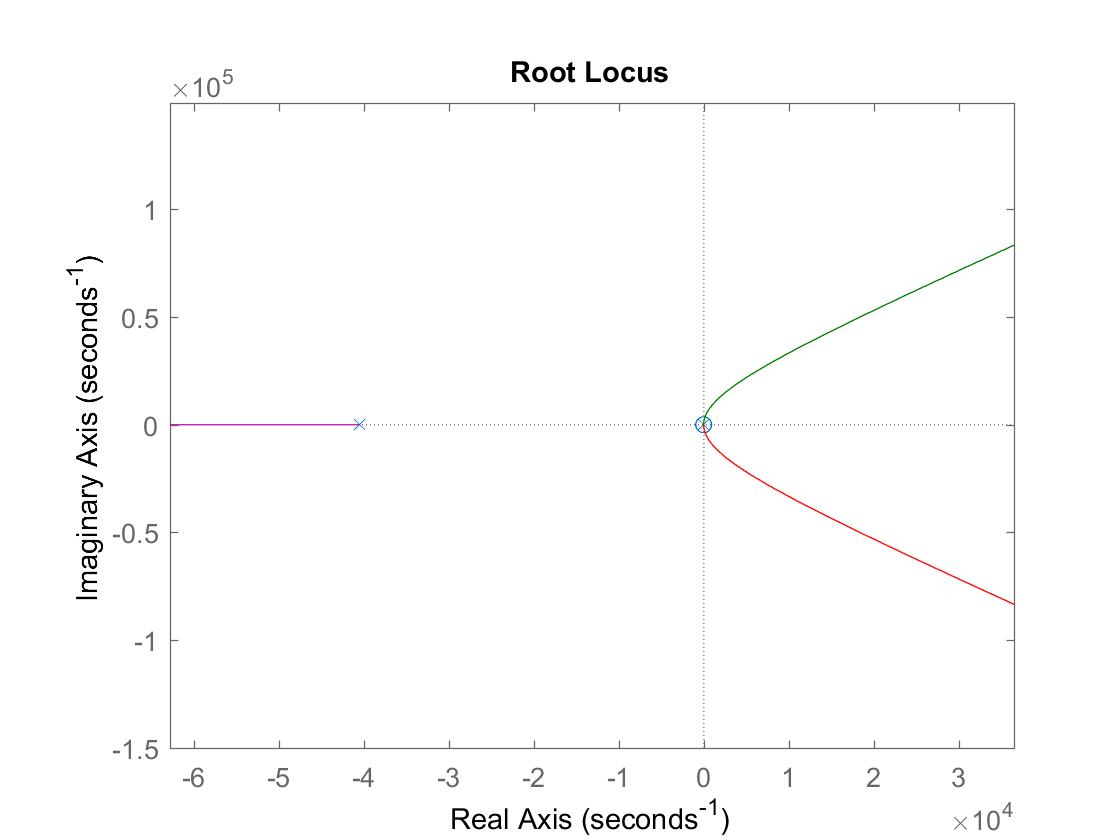 Root Locus
×10^5
1
0.5
0
-0.5
-1
-1.5
Imaginary Axis (seconds^-1)
-6 -5 -4 -3 -2 -1 0 1 2 3
Real Axis (seconds^-1)
×10^4